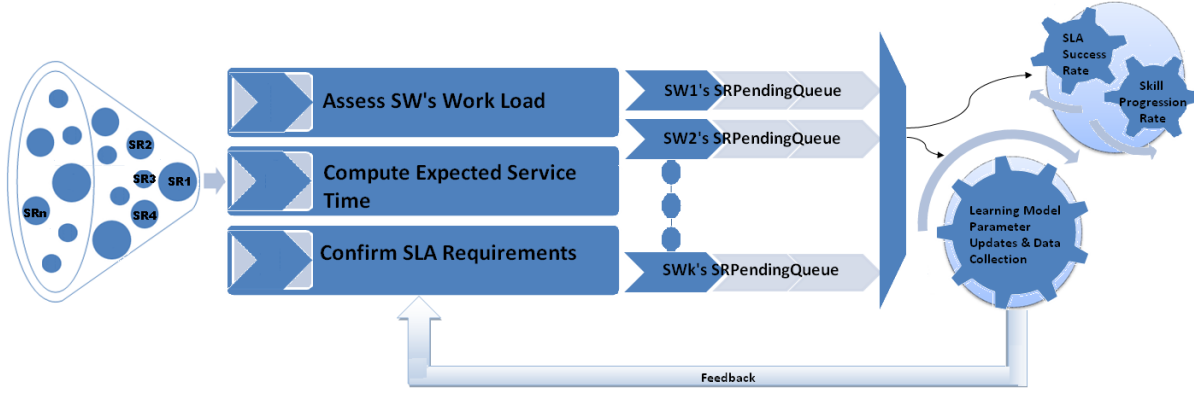 SR2
SR3
SR1
SRn
SR4
Assess SW's Work Load
Compute Expected Service
Time
Confirm SLA Requirements
SW1's SRPendingQueue
SW2's SRPendingQueue
SWk's SRPendingQueue
SLA
Success
Rate
Skill
Progression
Rate
Learning Model
Parameter
Updates & Data
Collection
Feedback